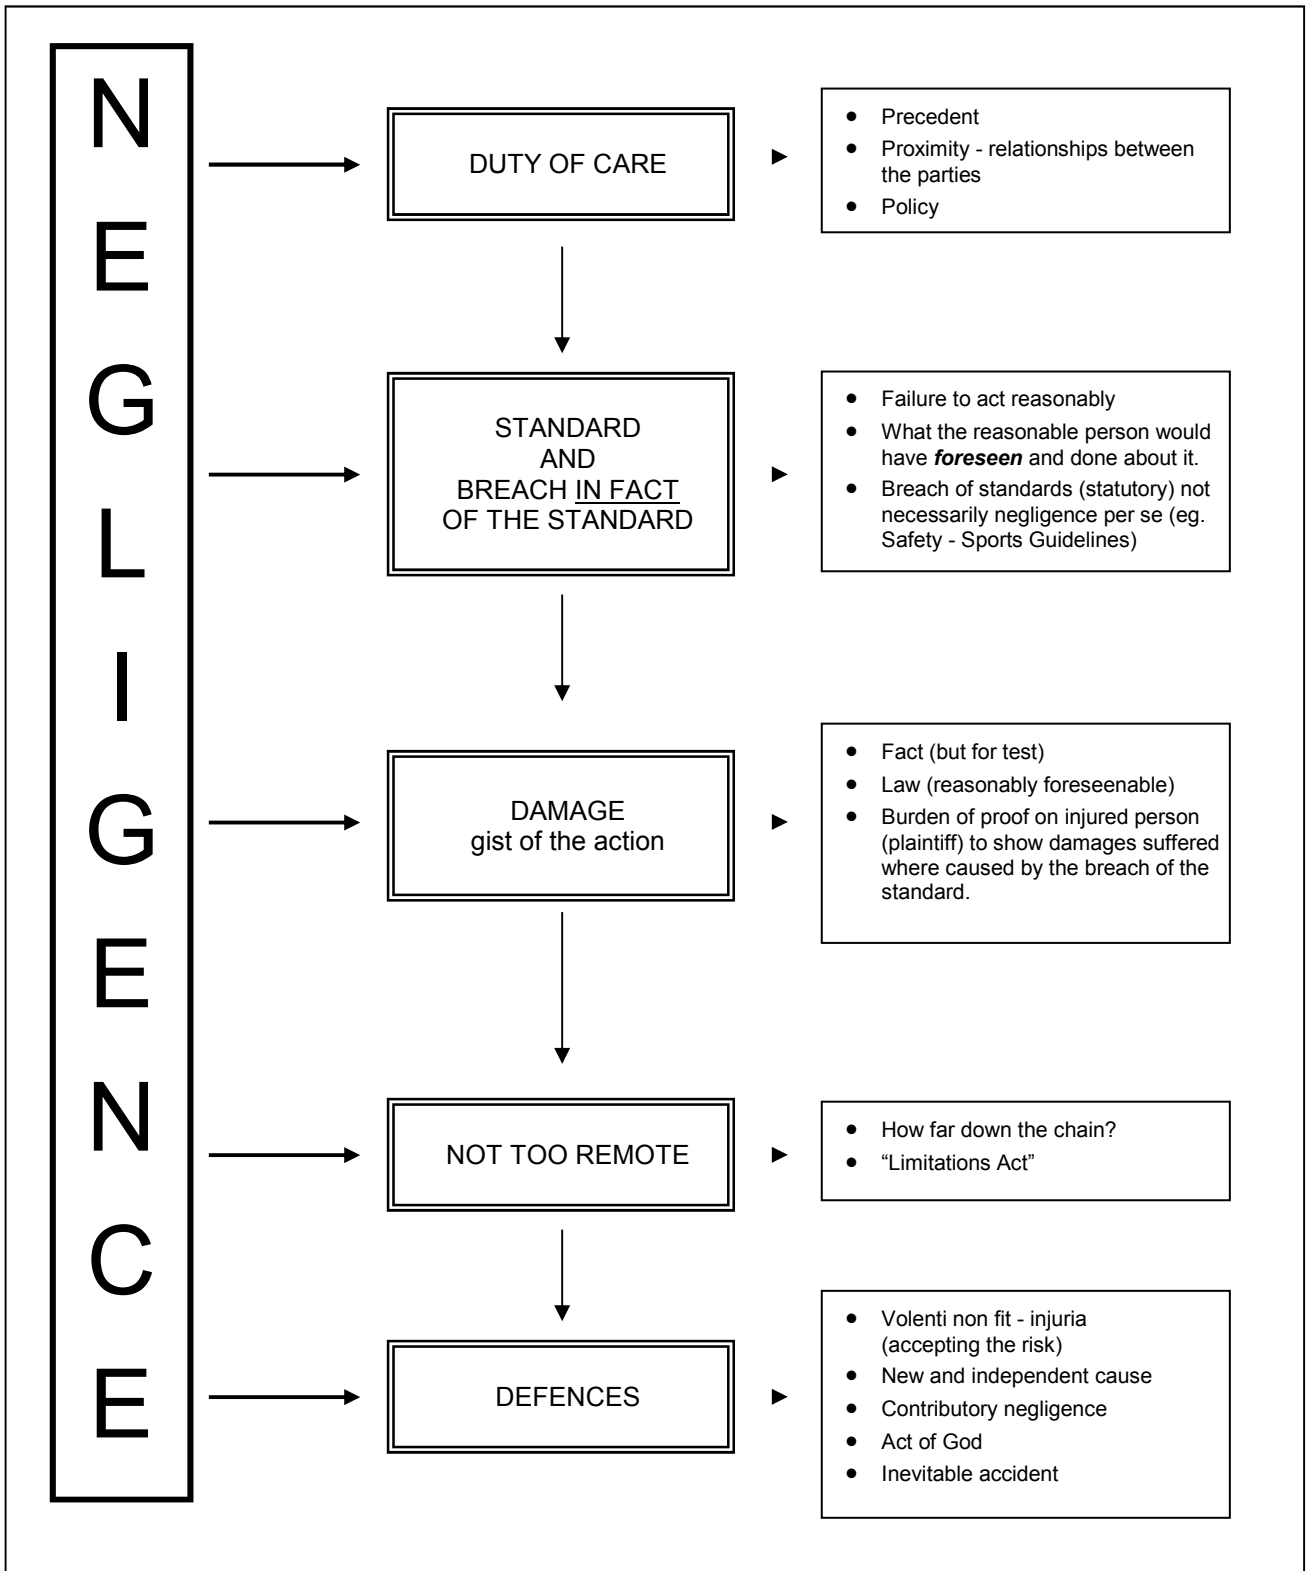 N
E
G
L
I
G
E
N
C
E
DUTY OF CARE
• Precedent
• Proximity - relationships between
the parties
• Policy
STANDARD
AND
BREACH IN FACT
OF THE STANDARD
• Failure to act reasonably
• What the reasonable person would
have foreseen and done about it.
• Breach of standards (statutory) not
necessarily negligence per se (eg.
Safety - Sports Guidelines)
DAMAGE
gist of the action
• Fact (but for test)
• Law (reasonably foreseenable)
• Burden of proof on injured person
(plaintiff) to show damages suffered
where caused by the breach of the
standard.
NOT TOO REMOTE
• How far down the chain?
• “Limitations Act”
DEFENCES
• Volenti non fit - injuria
(accepting the risk)
• New and independent cause
• Contributory negligence
• Act of God
• Inevitable accident